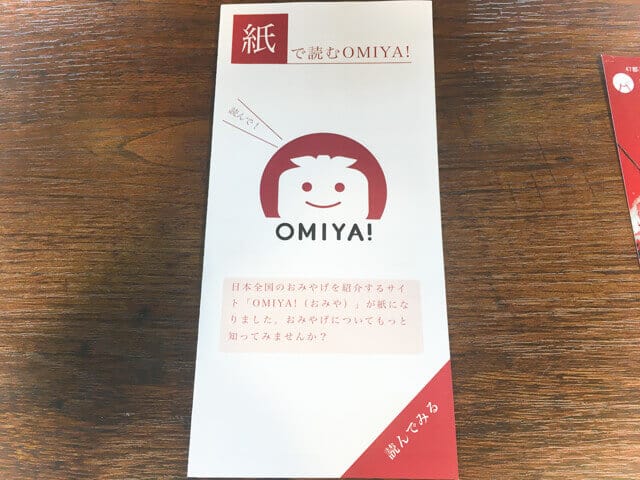 紙で読むOMIYA!
読んで!
OMIYA!
日本全国のおみやげを紹介するサイ
ト「OMIYA!（おみや）」が紙にな
りました。おみやげについてもっと
知ってみませんか？
読んでみる
47都